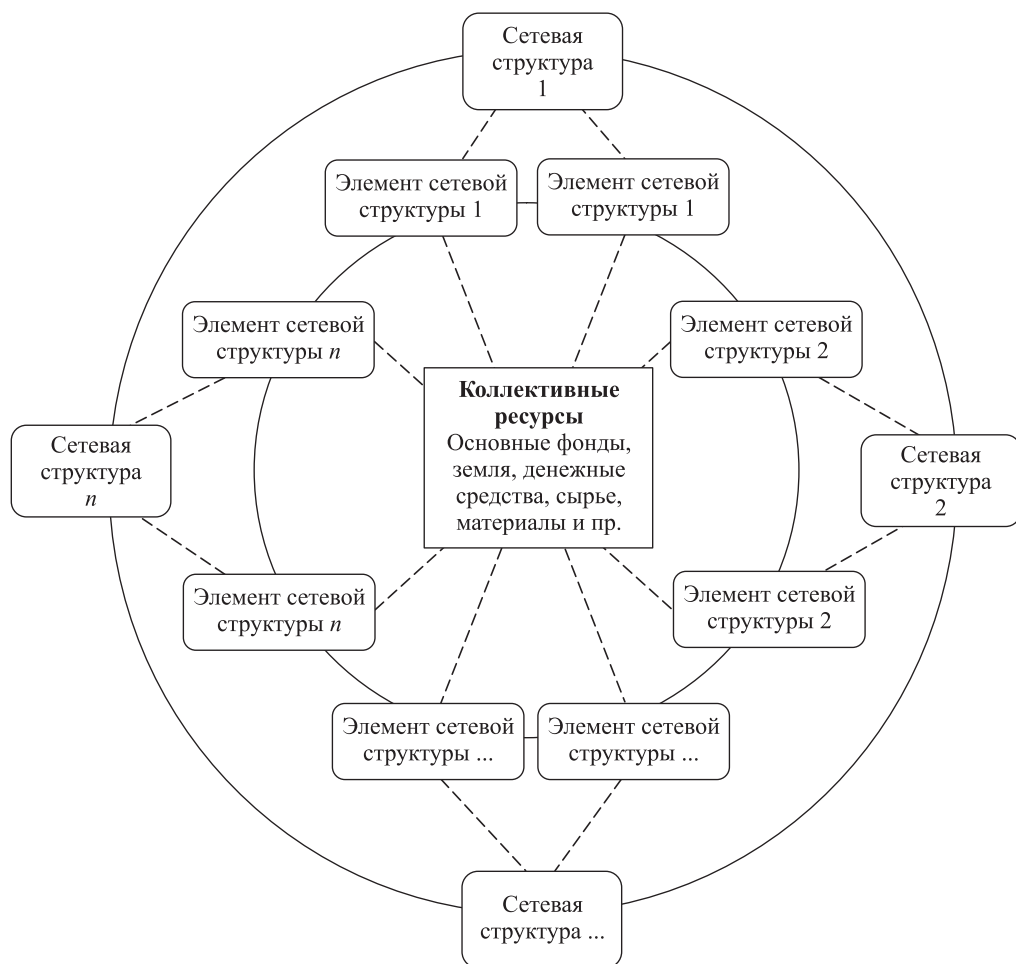 Сетевая
структура
1
Элемент сетевой
структуры 1
Элемент сетевой
структуры 1
Элемент сетевой
структуры n
Элемент сетевой
структуры 2
Коллективные
ресурсы
Основные фонды,
земля, денежные
средства, сырье,
материалы и пр.
Сетевая
структура
n
Сетевая
структура
2
Элемент сетевой
структуры n
Элемент сетевой
структуры 2
Элемент сетевой
структуры ...
Элемент сетевой
структуры ...
Сетевая
структура ...